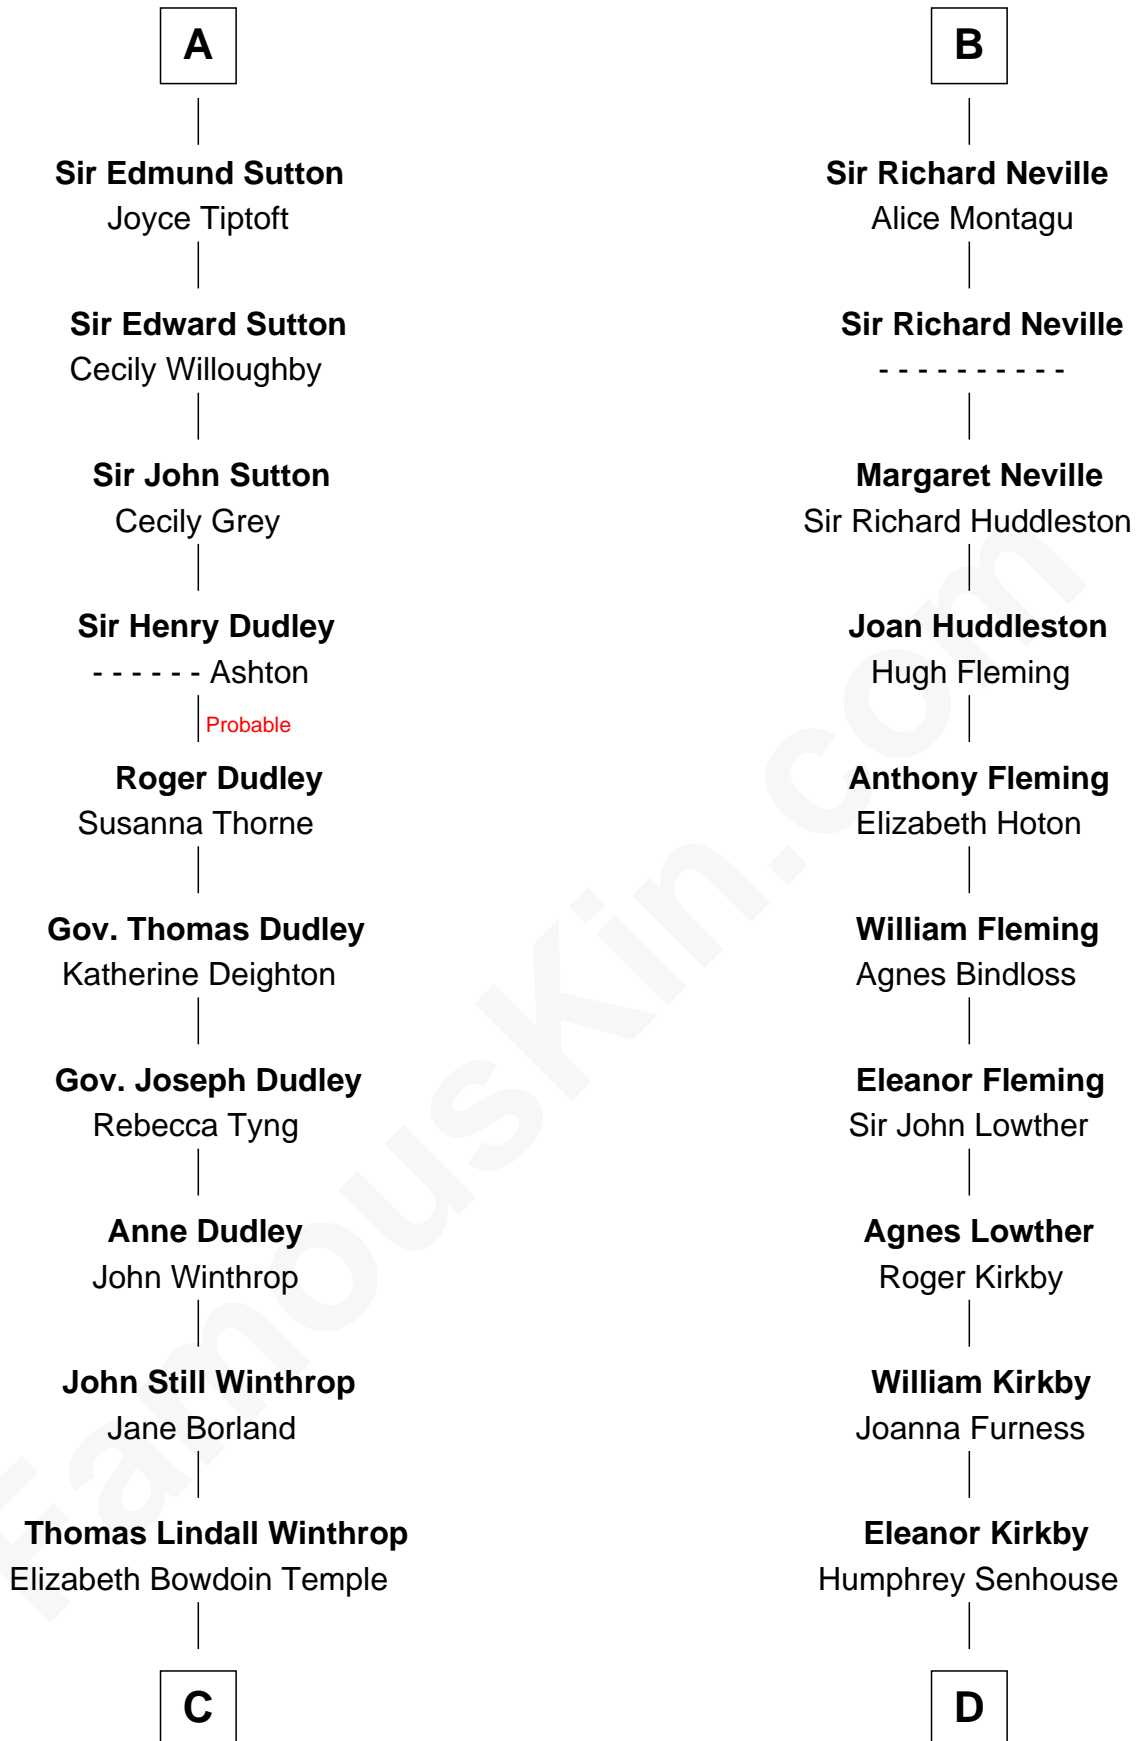 A
Sir Edmund Sutton
Joyce Tiptoft
Sir Edward Sutton
Cecily Willoughby
Sir John Sutton
Cecily Grey
Sir Henry Dudley
- - - - - - Ashton
Probable
Roger Dudley
Susanna Thorne
Gov. Thomas Dudley
Katherine Deighton
Gov. Joseph Dudley
Rebecca Tyng
Anne Dudley
John Winthrop
John Still Winthrop
Jane Borland
Thomas Lindall Winthrop
Elizabeth Bowdoin Temple
C
B
Sir Richard Neville
Alice Montagu
Sir Richard Neville
- - - - - - - - - -
Margaret Neville
Sir Richard Huddleston
Joan Huddleston
Hugh Fleming
Anthony Fleming
Elizabeth Hoton
William Fleming
Agnes Bindloss
Eleanor Fleming
Sir John Lowther
Agnes Lowther
Roger Kirkby
William Kirkby
Joanna Furness
Eleanor Kirkby
Humphrey Senhouse
D
FamousKin.com